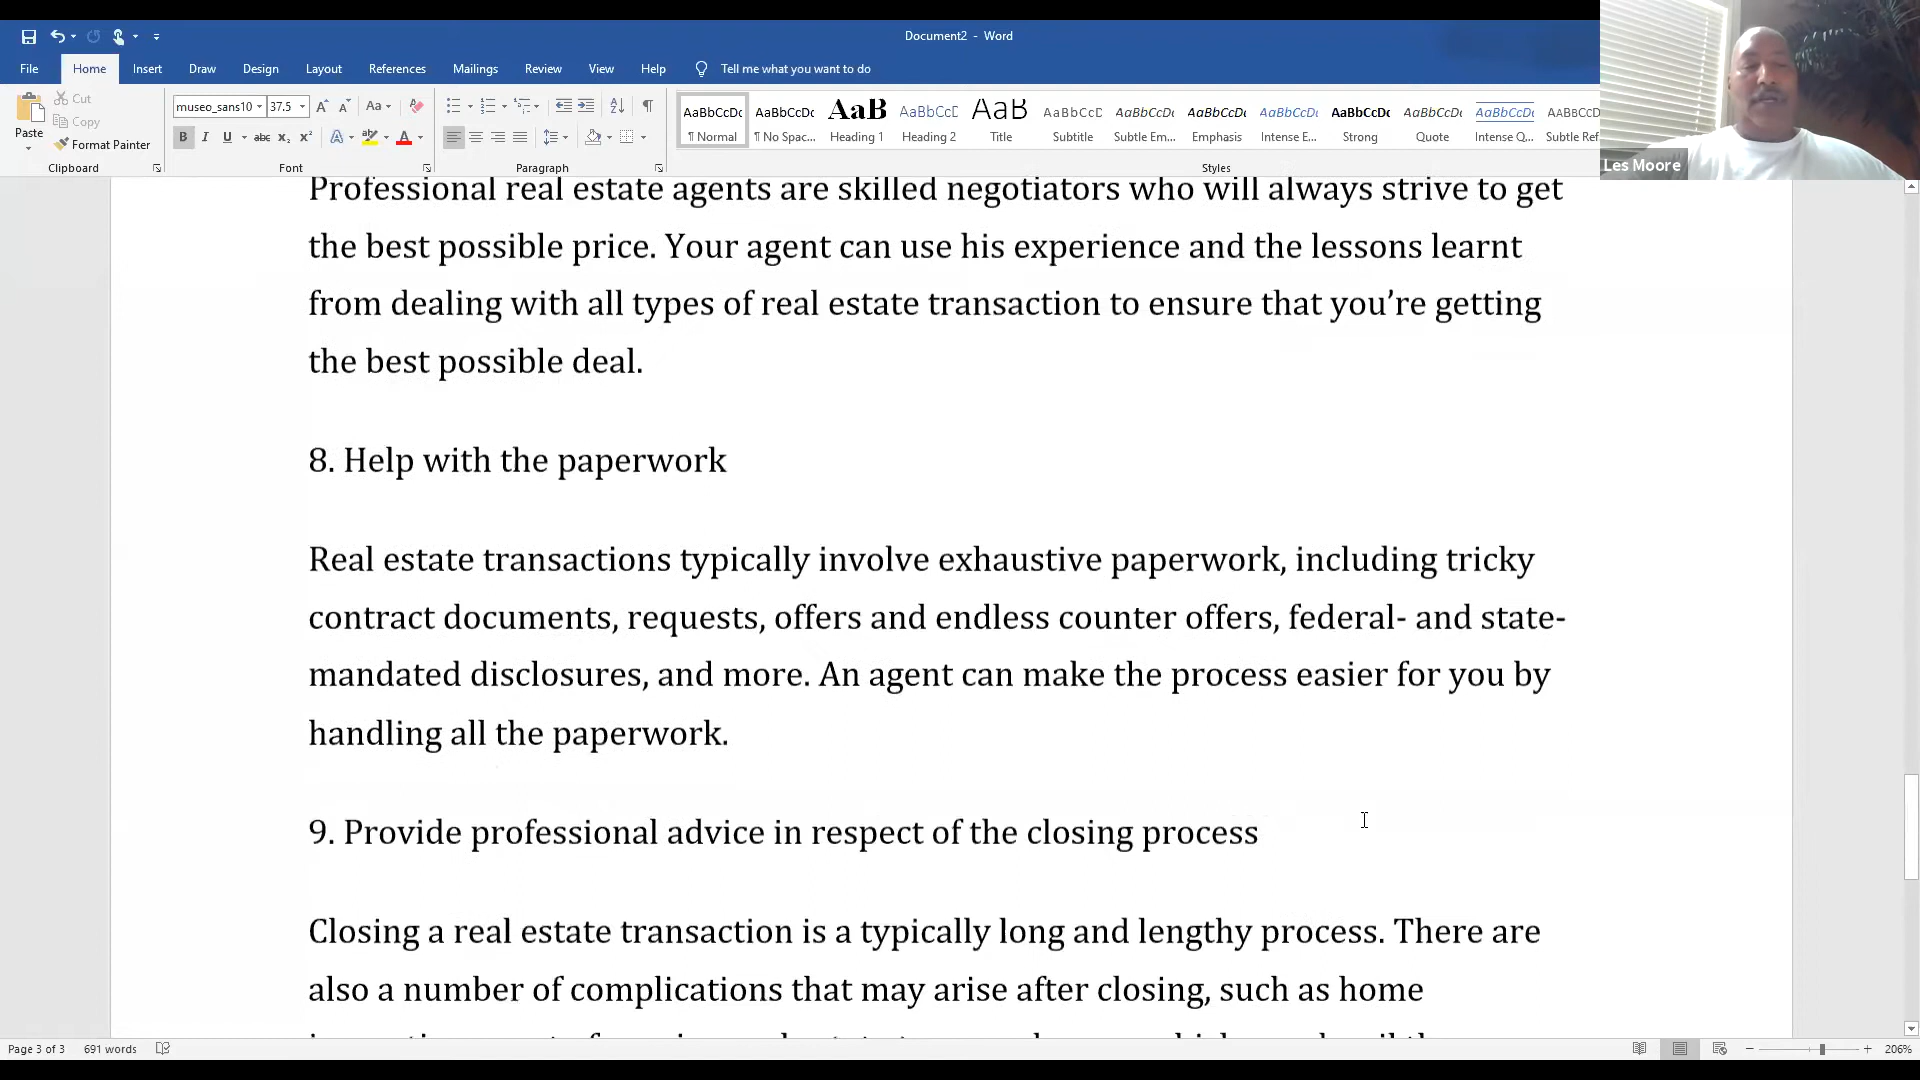 Document2 - Word
Les Moore
File Home Insert Draw Design Layout References Mailings Review View Help Tell me what you want to do
Paste
Cut
Copy
Format Painter
Clipboard
museo_sans10 37.5
Font
Paragraph
AaBbCcDc AaBbCcDc AaB AaBbCcD AaB AaBbCcD AaBbCcDc AaBbCcDc AaBbCcDc AaBbCcDc AaBbCcDc AaBbCcDc
¶ Normal ¶ No Spac... Heading 1 Heading 2 Title Subtitle Subtle Em... Emphasis Intense E... Strong Quote Intense Q... Subtle Ref
Styles
Professional real estate agents are skilled negotiators who will always strive to get
the best possible price. Your agent can use his experience and the lessons learnt
from dealing with all types of real estate transaction to ensure that you’re getting
the best possible deal.
8. Help with the paperwork
Real estate transactions typically involve exhaustive paperwork, including tricky
contract documents, requests, offers and endless counter offers, federal- and state-
mandated disclosures, and more. An agent can make the process easier for you by
handling all the paperwork.
9. Provide professional advice in respect of the closing process
Closing a real estate transaction is a typically long and lengthy process. There are
also a number of complications that may arise after closing, such as home
Page 3 of 3 691 words
206%